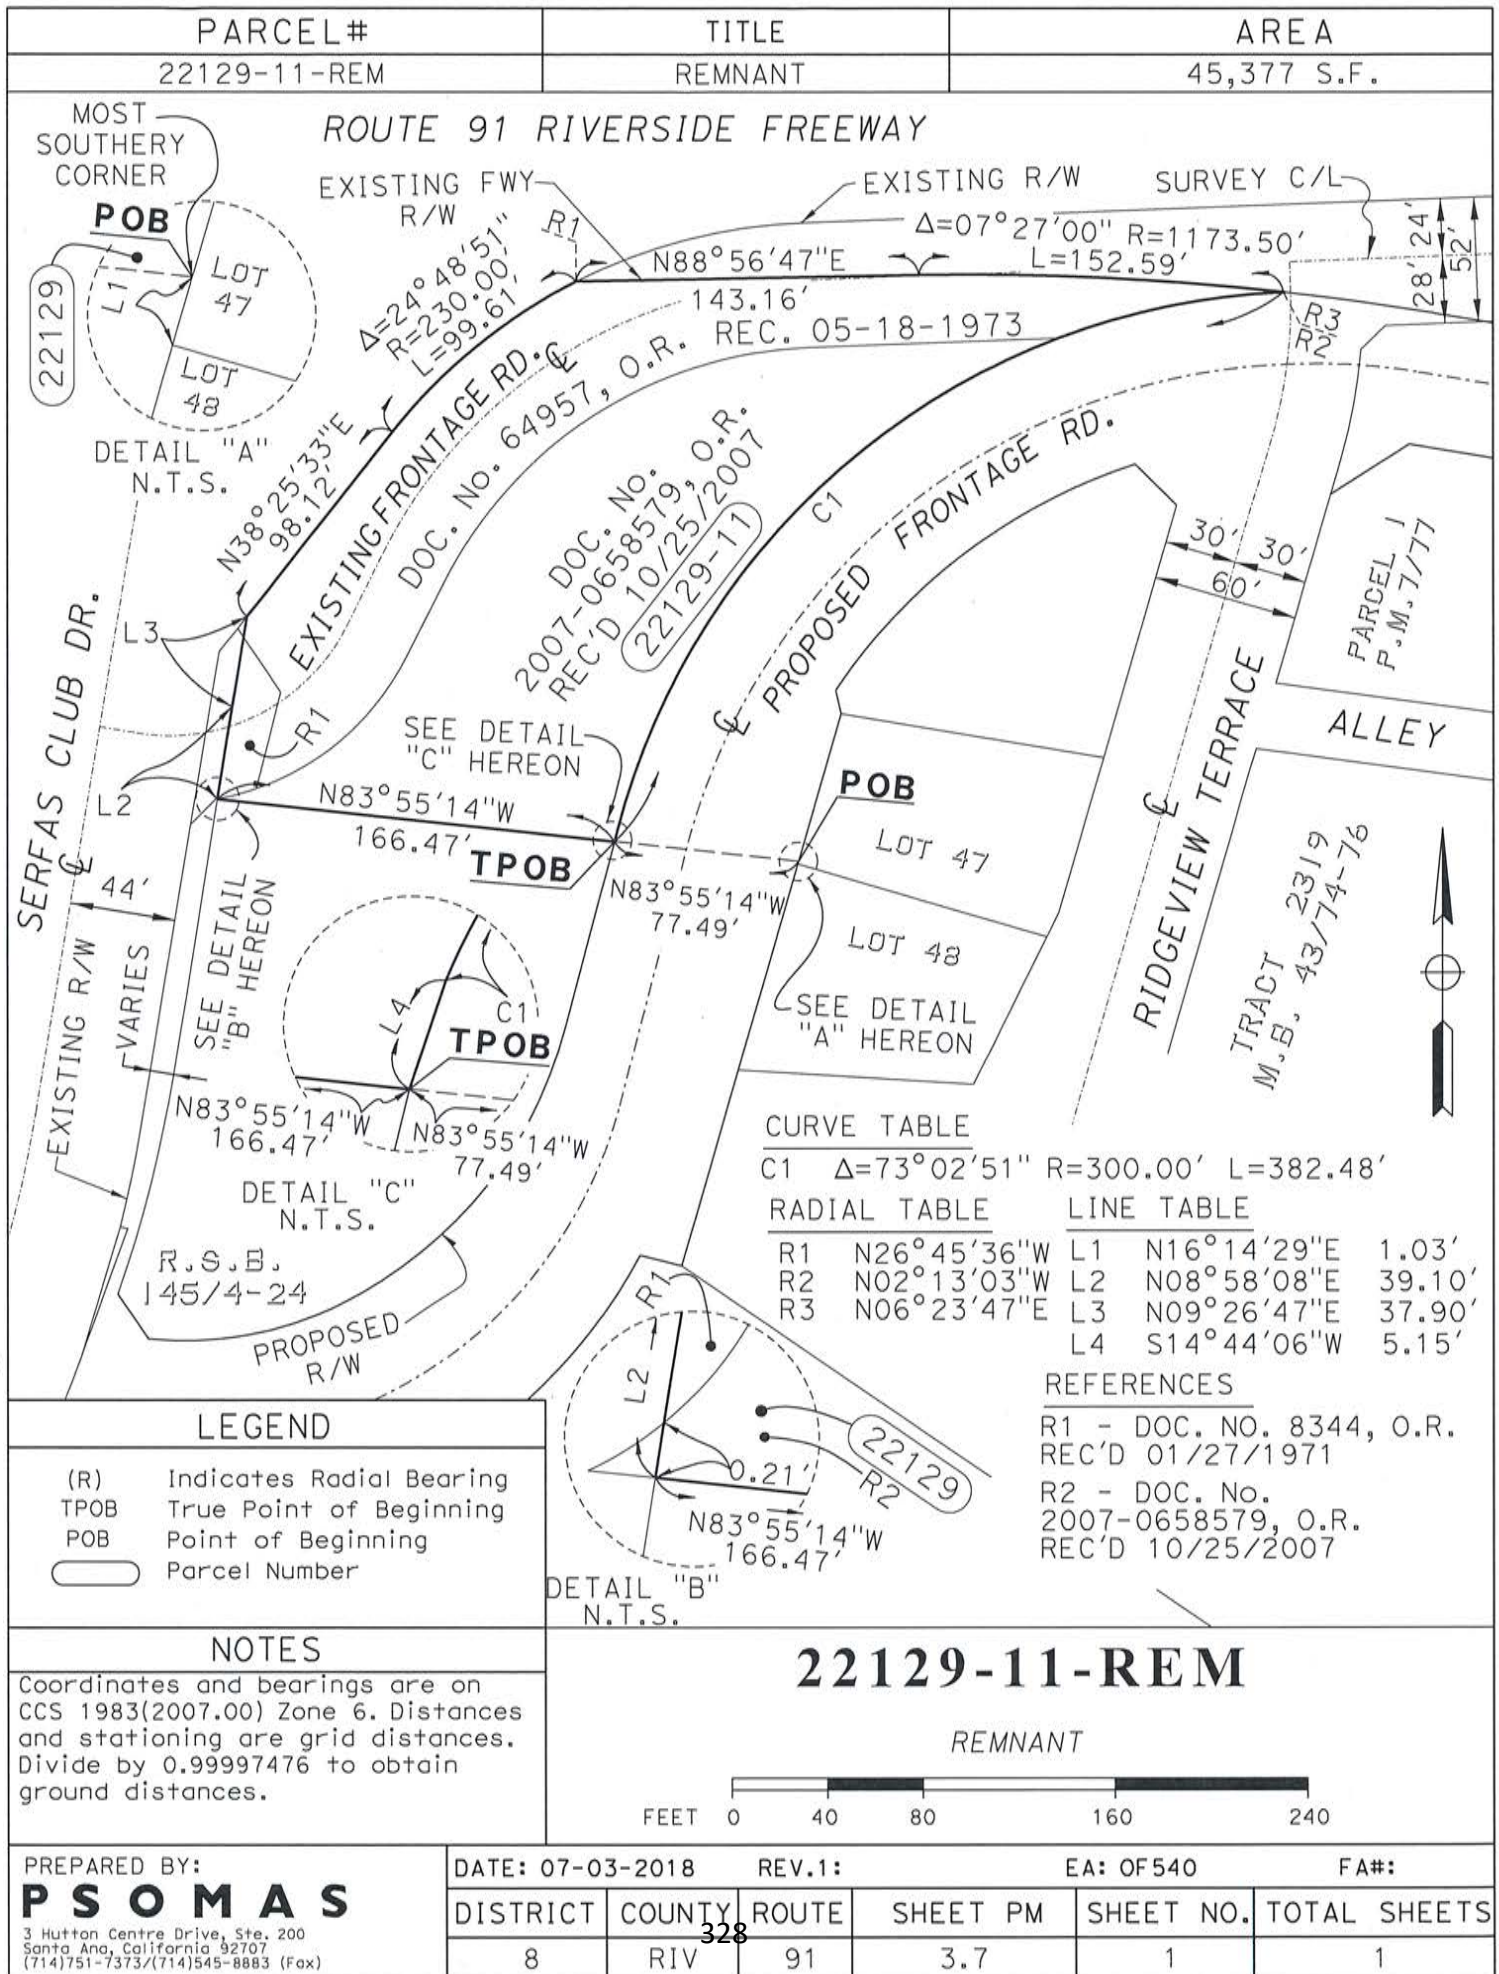 PARCEL# TITLE AREA
22129-11-REM REMNANT 45,377 S.F.
MOST
SOUTHERY
CORNER
POB
22129
L1
LOT
47
LOT
48
DETAIL "A"
N.T.S.
ROUTE 91 RIVERSIDE FREEWAY
EXISTING FWY
R/W
R1
EXISTING R/W
SURVEY C/L
Δ=07°27'00" R=1173.50'
L=152.59'
24'
28'
52'
N88°56'47"E
143.16'
Δ=24°48'51"
R=230.00'
L=99.61'
R3
R2
EXISTING FRONTAGE RD. ℄
DOC. No. 64957, O.R. REC. 05-18-1973
N38°25'33"E
98.12'
DOC. No.
2007-0658579, O.R.
REC'D 10/25/2007
22129-11
C1
℄ PROPOSED FRONTAGE RD.
30'
30'
60'
PARCEL 1
P.M. 7/77
ALLEY
℄
RIDGEVIEW TERRACE
TRACT 2319
M.B. 43/74-76
SERFAS CLUB DR.
℄
L3
R1
L2
SEE DETAIL
"C" HEREON
N83°55'14"W
166.47'
TPOB
POB
LOT 47
N83°55'14"W
77.49'
LOT 48
SEE DETAIL
"A" HEREON
44'
EXISTING R/W
VARIES
SEE DETAIL
"B" HEREON
L4
C1
TPOB
N83°55'14"W
166.47'
N83°55'14"W
77.49'
DETAIL "C"
N.T.S.
R.S.B.
145/4-24
PROPOSED
R/W
CURVE TABLE
C1 Δ=73°02'51" R=300.00' L=382.48'
RADIAL TABLE
R1 N26°45'36"W
R2 N02°13'03"W
R3 N06°23'47"E
LINE TABLE
L1 N16°14'29"E 1.03'
L2 N08°58'08"E 39.10'
L3 N09°26'47"E 37.90'
L4 S14°44'06"W 5.15'
REFERENCES
R1 - DOC. NO. 8344, O.R.
REC'D 01/27/1971
R2 - DOC. No.
2007-0658579, O.R.
REC'D 10/25/2007
R1
L2
0.21'
22129
R2
N83°55'14"W
166.47'
DETAIL "B"
N.T.S.
LEGEND
(R) Indicates Radial Bearing
TPOB True Point of Beginning
POB Point of Beginning
Parcel Number
NOTES
Coordinates and bearings are on
CCS 1983(2007.00) Zone 6. Distances
and stationing are grid distances.
Divide by 0.99997476 to obtain
ground distances.
22129-11-REM
REMNANT
FEET 0 40 80 160 240
PREPARED BY:
PSOMAS
3 Hutton Centre Drive, Ste. 200
Santa Ana, California 92707
(714)751-7373/(714)545-8883 (Fax)
DATE: 07-03-2018 REV.1: EA: 0F540 FA#:
DISTRICT COUNTY ROUTE SHEET PM SHEET NO. TOTAL SHEETS
8 RIV 91 3.7 1 1
328